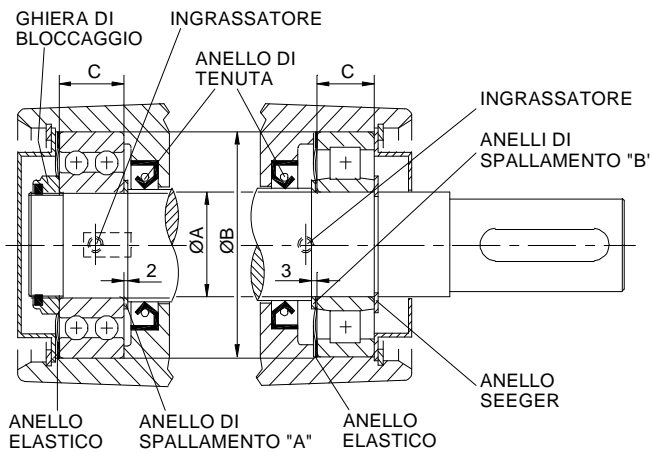 GHIERA DI
BLOCCAGGIO
INGRASSATORE
ANELLO DI
TENUTA
C
C
INGRASSATORE
ANELLI DI
SPALLAMENTO "B"
ØA
ØB
2
3
ANELLO
ELASTICO
ANELLO DI
SPALLAMENTO "A"
ANELLO
ELASTICO
ANELLO
SEEGER